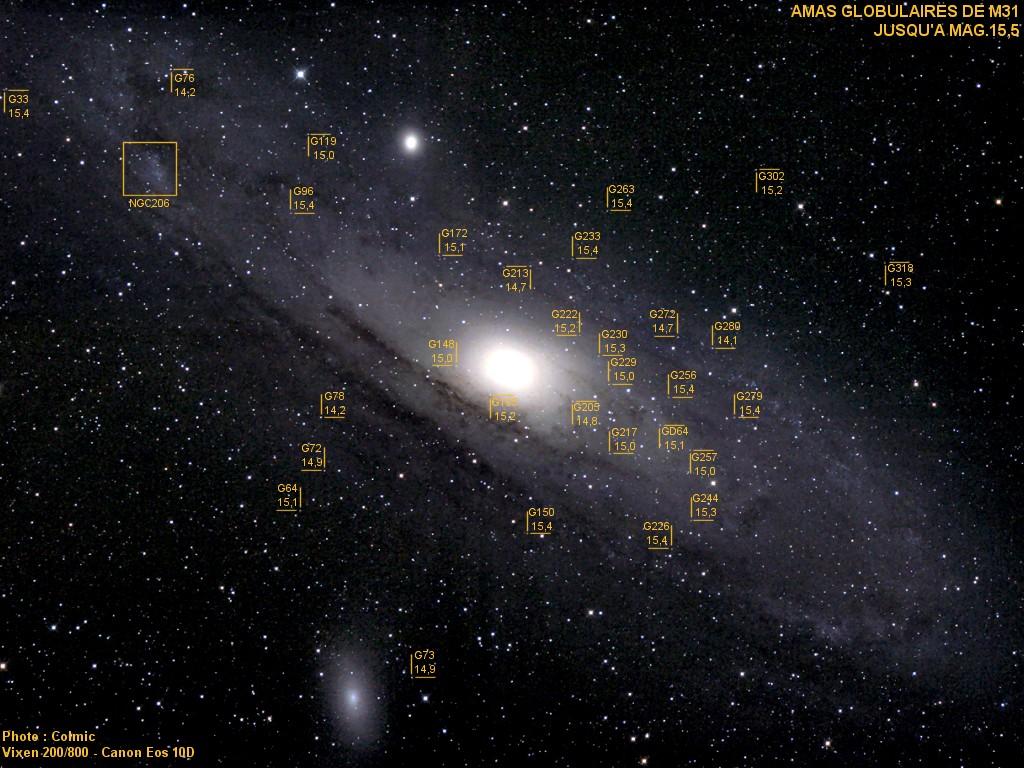 AMAS GLOBULAIRES DE M31
JUSQU'A MAG.15,5
G76
14,2
G33
15,4
G119
15,0
G302
15,2
G96
15,4
G263
15,4
NGC206
G172
15,1
G233
15,4
G213
14,7
G318
15,3
G222
15,2
G272
14,7
G280
14,1
G230
15,3
G148
15,0
G229
15,0
G256
15,4
G78
14,2
15,2
G205
14,8
G279
15,4
G217
15,0
GD64
15,1
G72
14,9
G257
15,0
G64
15,1
G244
15,3
G150
15,4
G226
15,4
G73
14,9
Photo : Colmic
Vixen 200/800 - Canon Eos 10D